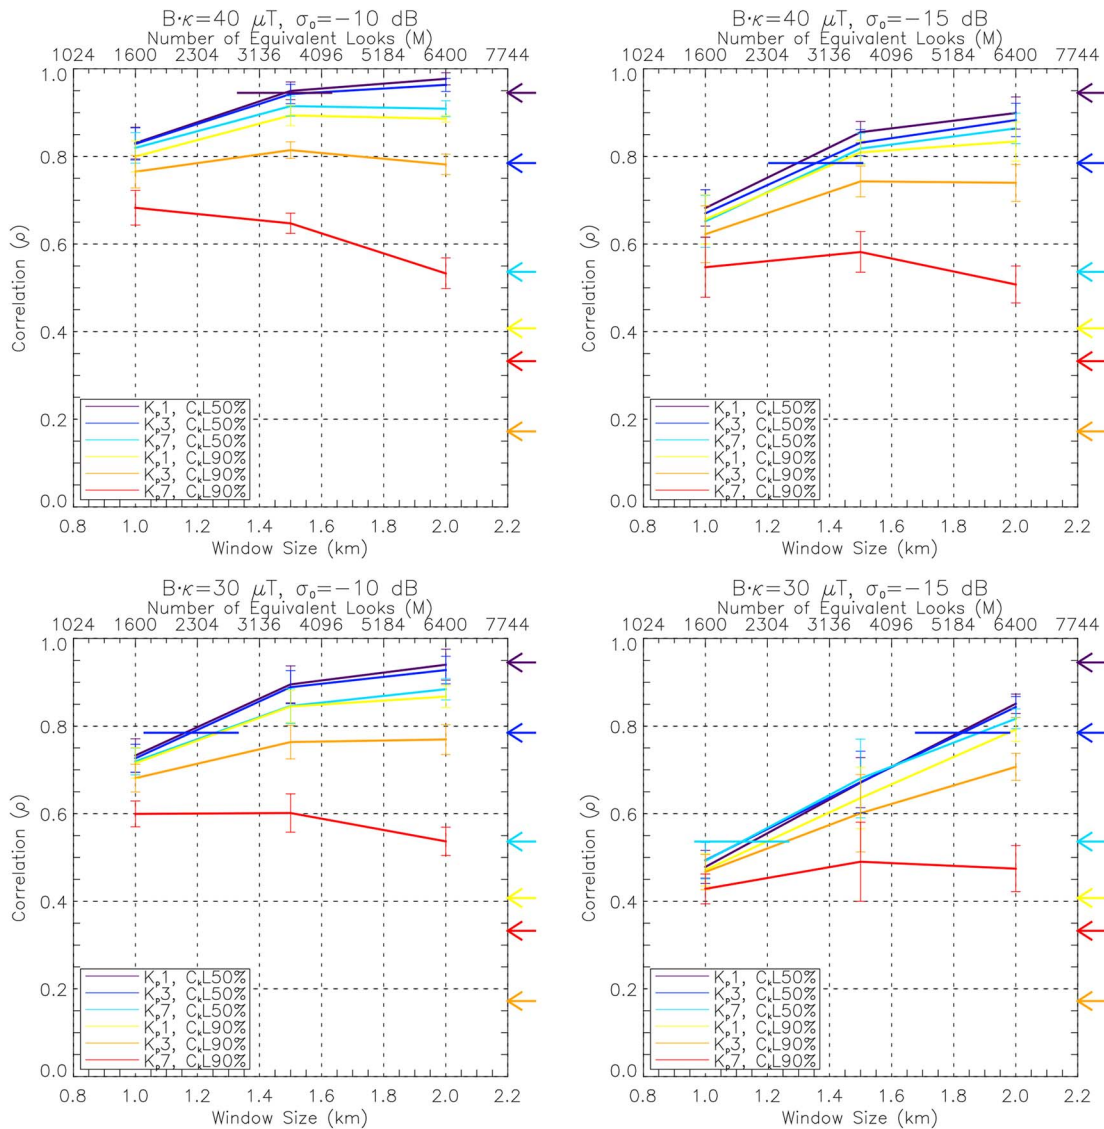 B·κ=40 μT, σ₀=−10 dB
Number of Equivalent Looks (M)
1024 1600 2304 3136 4096 5184 6400 7744
1.0
0.8
0.6
0.4
0.2
0.0
Correlation (ρ)
KₚI, CₖL50%
Kₚ3, CₖL50%
Kₚ7, CₖL50%
Kₚ1, CₖL90%
Kₚ3, CₖL90%
Kₚ7, CₖL90%
0.8 1.0 1.2 1.4 1.6 1.8 2.0 2.2
Window Size (km)
B·κ=40 μT, σ₀=−15 dB
Number of Equivalent Looks (M)
1024 1600 2304 3136 4096 5184 6400 7744
1.0
0.8
0.6
0.4
0.2
0.0
Correlation (ρ)
Kₚ1, CₖL50%
Kₚ3, CₖL50%
Kₚ7, CₖL50%
Kₚ1, CₖL90%
Kₚ3, CₖL90%
Kₚ7, CₖL90%
0.8 1.0 1.2 1.4 1.6 1.8 2.0 2.2
Window Size (km)
B·κ=30 μT, σ₀=−10 dB
Number of Equivalent Looks (M)
1024 1600 2304 3136 4096 5184 6400 7744
1.0
0.8
0.6
0.4
0.2
0.0
Correlation (ρ)
Kₚ1, CₖL50%
Kₚ3, CₖL50%
Kₚ7, CₖL50%
Kₚ1, CₖL90%
Kₚ3, CₖL90%
Kₚ7, CₖL90%
0.8 1.0 1.2 1.4 1.6 1.8 2.0 2.2
Window Size (km)
B·κ=30 μT, σ₀=−15 dB
Number of Equivalent Looks (M)
1024 1600 2304 3136 4096 5184 6400 7744
1.0
0.8
0.6
0.4
0.2
0.0
Correlation (ρ)
Kₚ1, CₖL50%
Kₚ3, CₖL50%
Kₚ7, CₖL50%
Kₚ1, CₖL90%
Kₚ3, CₖL90%
Kₚ7, CₖL90%
0.8 1.0 1.2 1.4 1.6 1.8 2.0 2.2
Window Size (km)